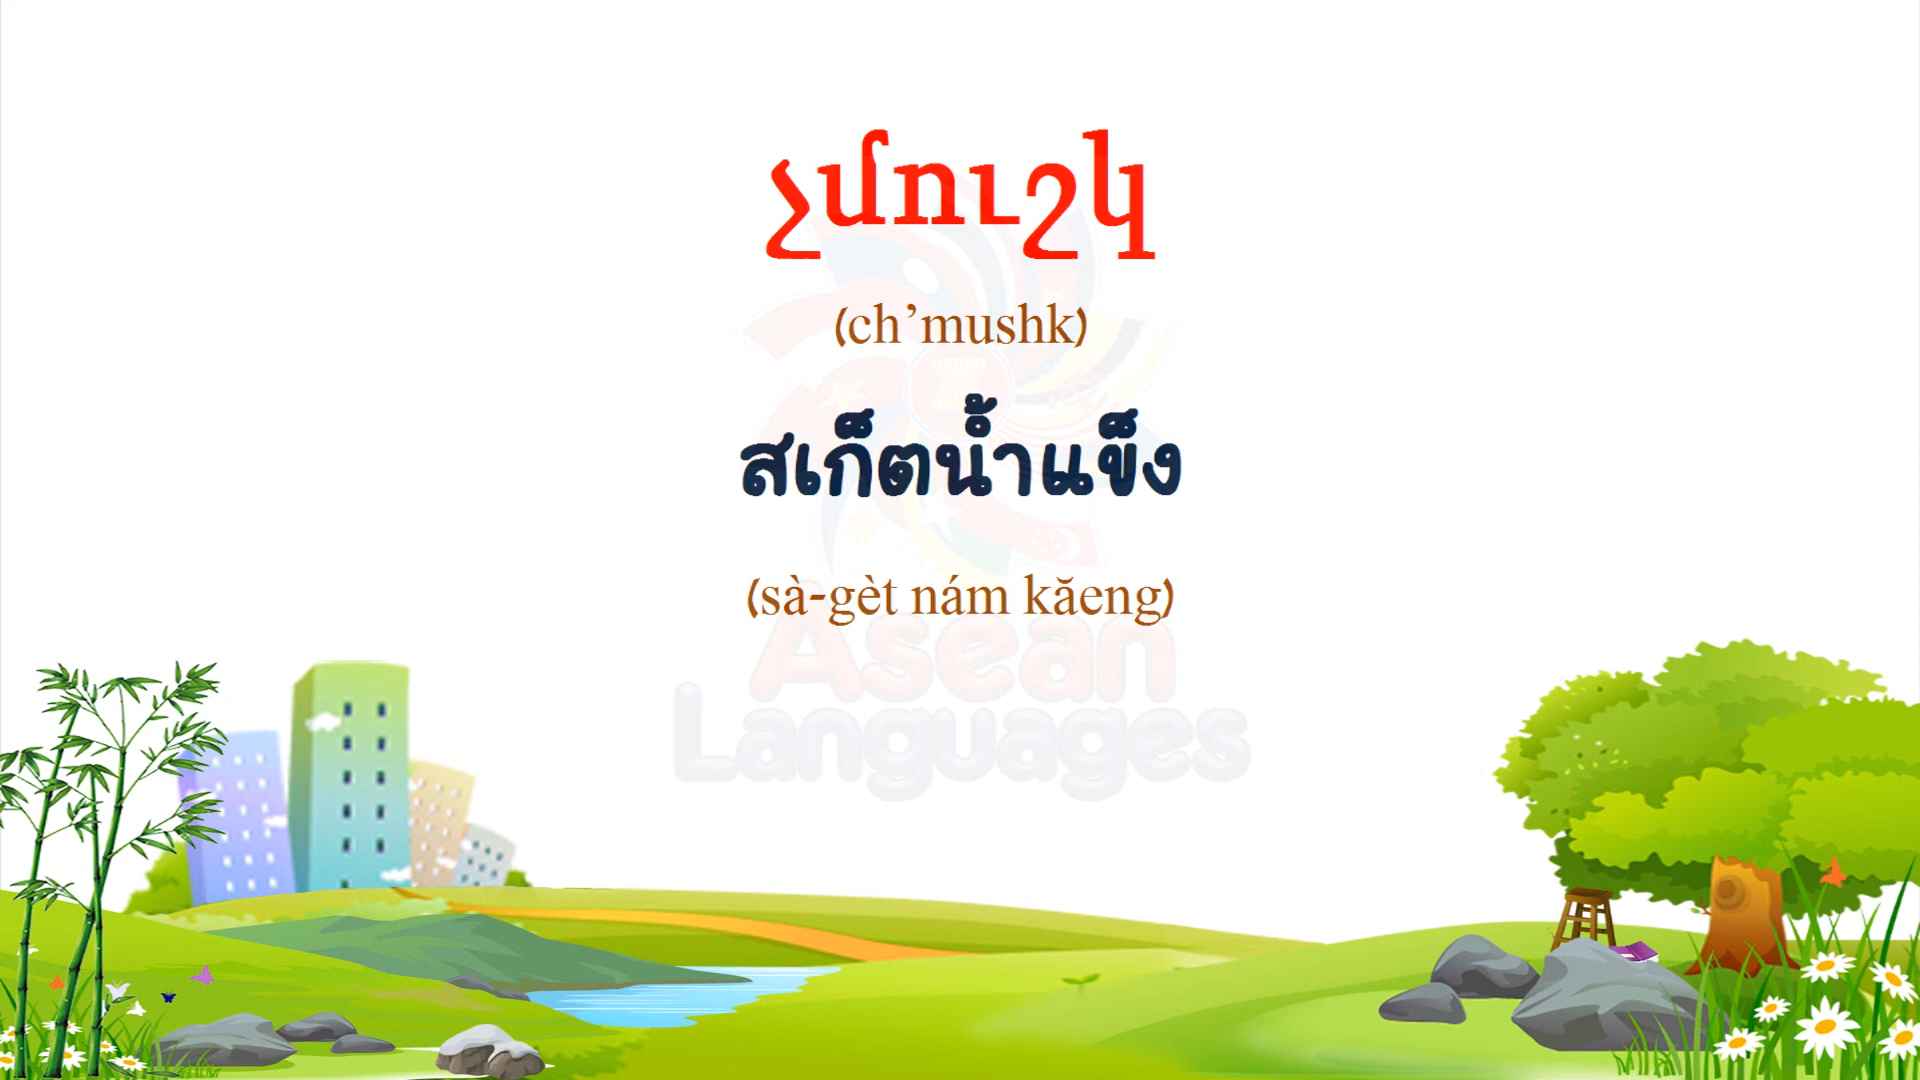 չմուշկ
(ch’mushk)
สเก็ตน้ำแข็ง
(sà-gèt nám kăeng)
Asean
Languages